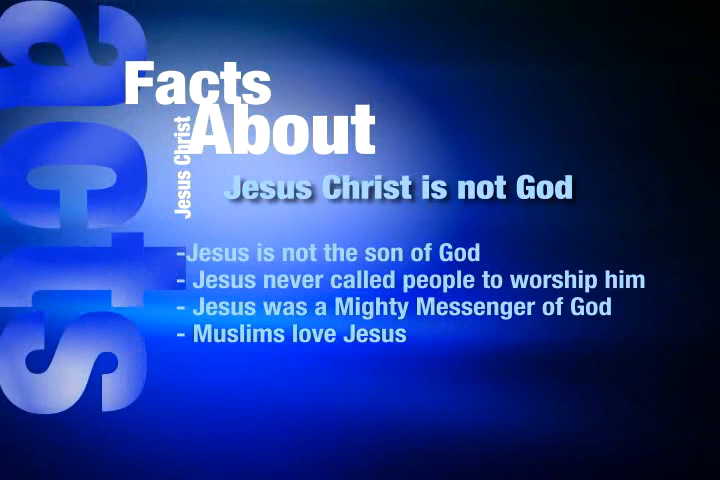 acts
Facts
About
Jesus Christ
Jesus Christ is not God
-Jesus is not the son of God
- Jesus never called people to worship him
- Jesus was a Mighty Messenger of God
- Muslims love Jesus